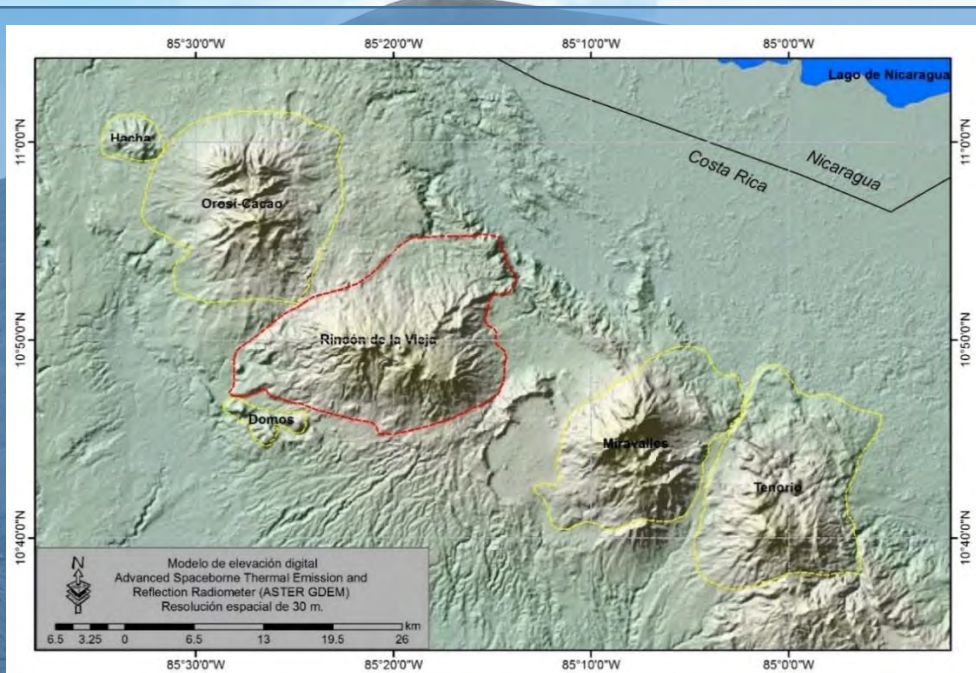 85°30'0"W
85°20'0"W
85°10'0"W
85°0'0"W
Lago de Nicaragua
Hacha
11°0'0"N
11°0'0"N
Nicaragua
Costa Rica
Orosí-Cacao
10°50'0"N
Rincón de la Vieja
10°50'0"N
Domos
Miravalles
Tenorio
10°40'0"N
10°40'0"N
N
Modelo de elevación digital
Advanced Spaceborne Thermal Emission and
Reflection Radiometer (ASTER GDEM)
Resolución espacial de 30 m.
km
6.5 3.25 0 6.5 13 19.5 26
85°30'0"W
85°20'0"W
85°10'0"W
85°0'0"W